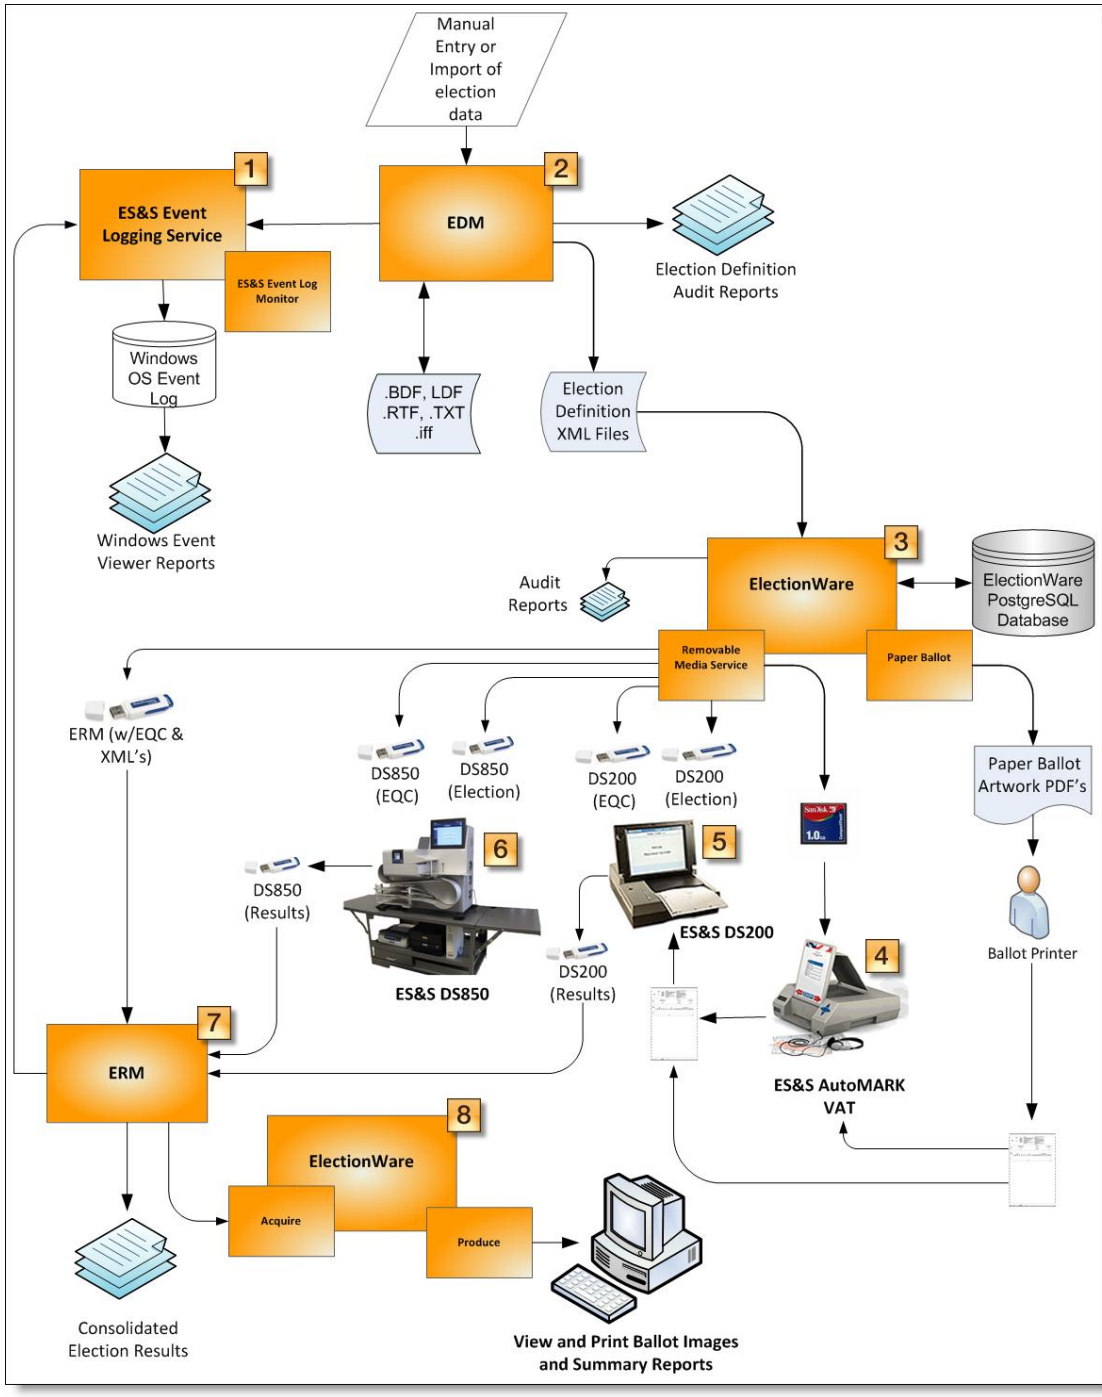 Manual
Entry or
Import of
election
data
1
ES&S Event
Logging Service
ES&S Event Log
Monitor
2
EDM
Election Definition
Audit Reports
Windows
OS Event
Log
.BDF, LDF
.RTF, .TXT
.iff
Election
Definition
XML Files
Windows Event
Viewer Reports
3
ElectionWare
Audit
Reports
ElectionWare
PostgreSQL
Database
Removable
Media Service
Paper Ballot
ERM (w/EQC &
XML's)
DS850
(EQC)
DS850
(Election)
DS200
(EQC)
DS200
(Election)
Paper Ballot
Artwork PDF's
SanDisk
1.0
6
5
DS850
(Results)
ES&S DS850
ES&S DS200
DS200
(Results)
4
Ballot Printer
ES&S AutoMARK
VAT
7
ERM
8
ElectionWare
Acquire
Produce
Consolidated
Election Results
View and Print Ballot Images
and Summary Reports